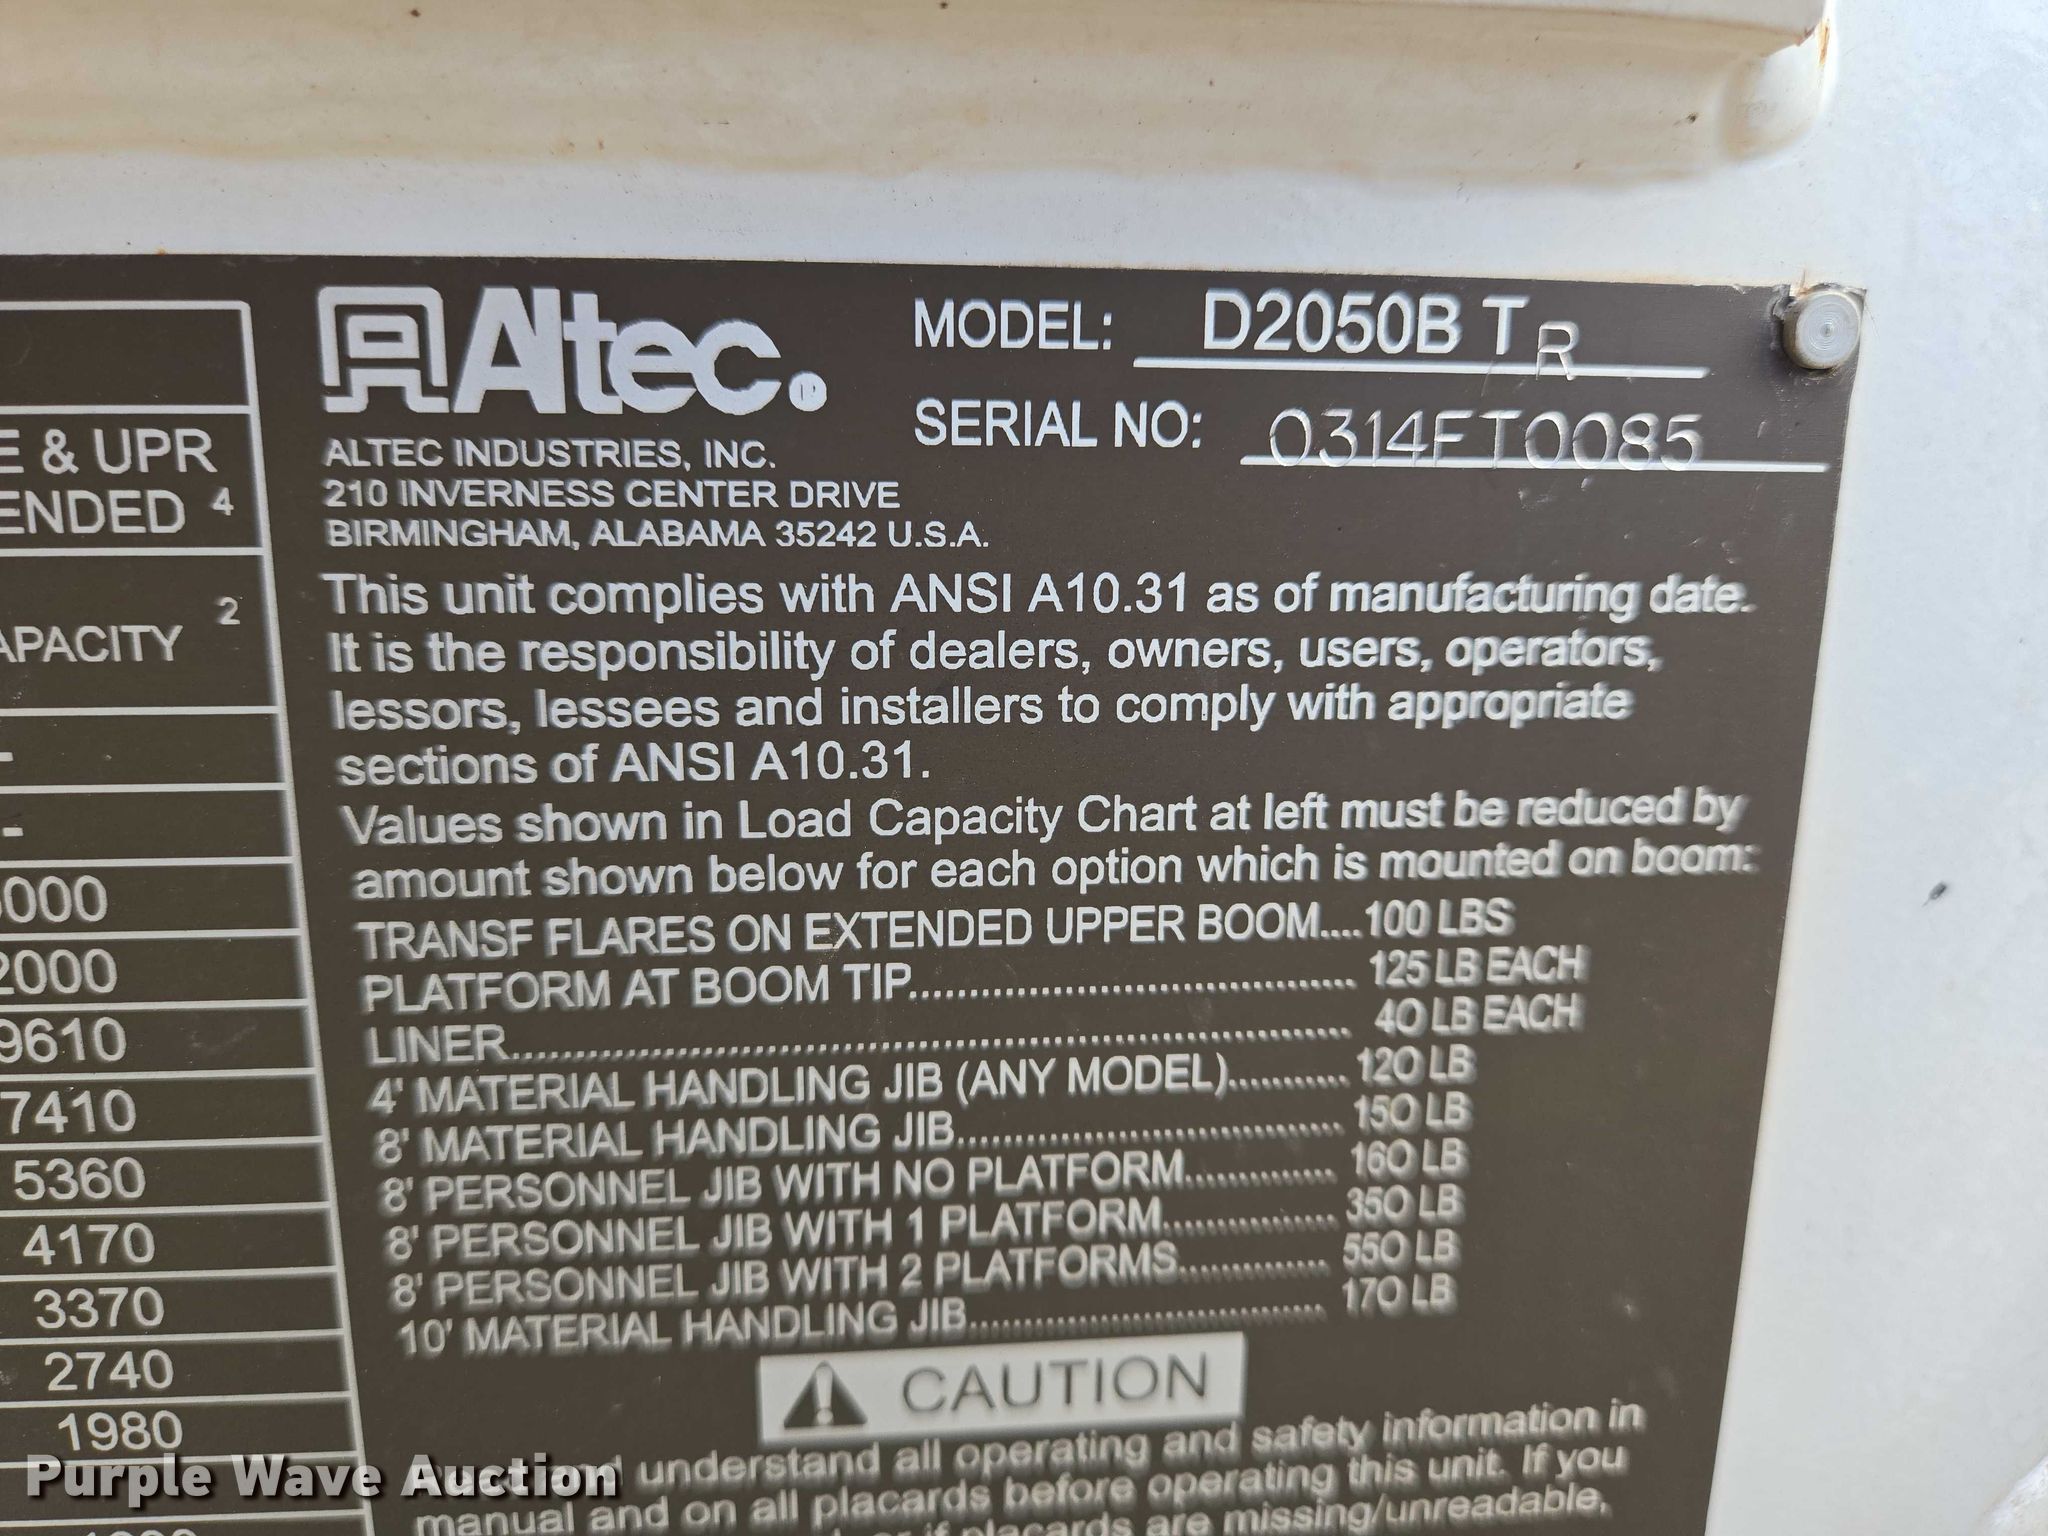 E & UPR
ENDED 4
APACITY 2
-
-
000
2000
9610
7410
5360
4170
3370
2740
1980
Altec
MODEL: D2050B TR
SERIAL NO: 0314FT0085
ALTEC INDUSTRIES, INC.
210 INVERNESS CENTER DRIVE
BIRMINGHAM, ALABAMA 35242 U.S.A.
This unit complies with ANSI A10.31 as of manufacturing date.
It is the responsibility of dealers, owners, users, operators,
lessors, lessees and installers to comply with appropriate
sections of ANSI A10.31.
Values shown in Load Capacity Chart at left must be reduced by
amount shown below for each option which is mounted on boom:
TRANSF FLARES ON EXTENDED UPPER BOOM....100 LBS
PLATFORM AT BOOM TIP.................................... 125 LB EACH
LINER.................................................................... 40 LB EACH
4' MATERIAL HANDLING JIB (ANY MODEL)............ 120 LB
8' MATERIAL HANDLING JIB...................................... 150 LB
8' PERSONNEL JIB WITH NO PLATFORM............... 160 LB
8' PERSONNEL JIB WITH 1 PLATFORM................. 350 LB
8' PERSONNEL JIB WITH 2 PLATFORMS............... 550 LB
10' MATERIAL HANDLING JIB.................................... 170 LB
CAUTION
Read and understand all operating and safety information in
manual and on all placards before operating this unit. If you
if placards are missing/unreadable,
Purple Wave Auction